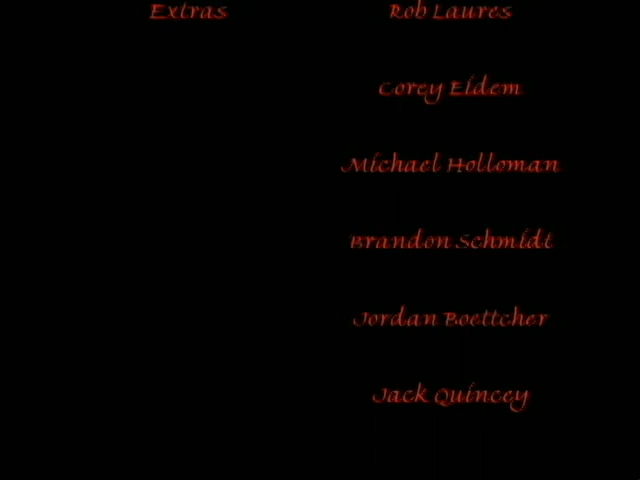 Extras Rob Laures
Corey Eidem
Michael Holloman
Brandon Schmidt
Jordan Boettcher
Jack Quincey